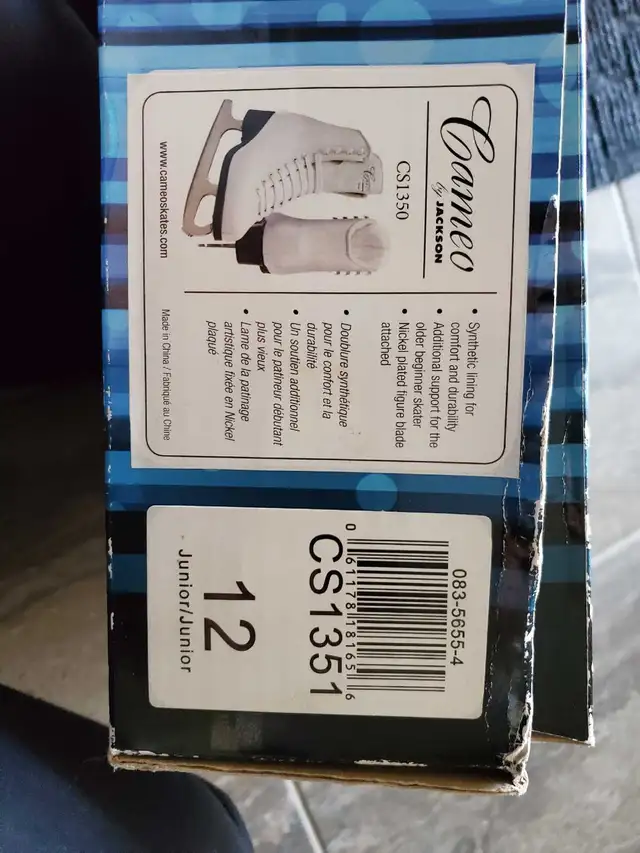 Cameo
by JACKSON
CS1350
www.cameoskates.com
• Synthetic lining for
comfort and durability
• Additional support for the
older beginner skater
• Nickel plated figure blade
attached
• Doublure synthétique
pour le confort et la
durabilité
• Un soutien additionnel
pour le patineur débutant
plus vieux
• Lame de la patinage
artistique fixée en Nickel
plaqué
Made in China / Fabriqué au Chine
083-5655-4
0 61178 18165 6
CS1351
12
Junior/Junior